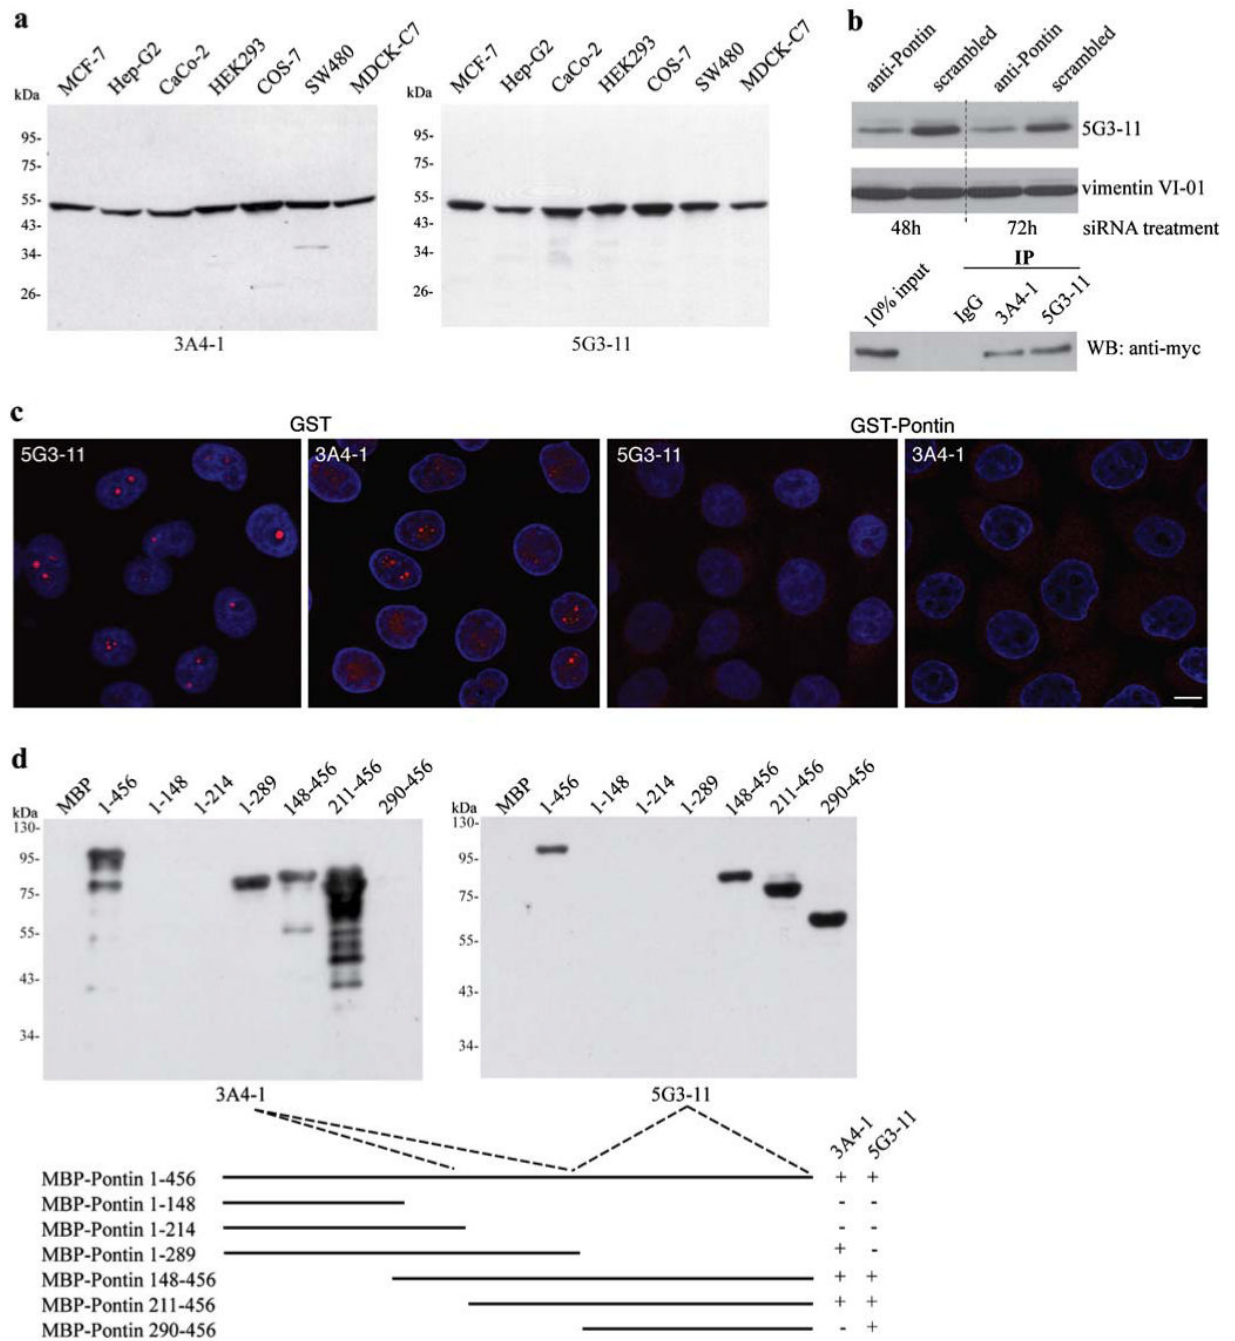 a
MCF-7 Hep-G2 CaCo-2 HEK293 COS-7 SW480 MDCK-C7
kDa
95-
75-
55-
43-
34-
26-
3A4-1
MCF-7 Hep-G2 CaCo-2 HEK293 COS-7 SW480 MDCK-C7
kDa
95-
75-
55-
43-
34-
26-
5G3-11
b
anti-Pontin scrambled anti-Pontin scrambled
5G3-11
vimentin VI-01
48h 72h siRNA treatment
IP
10% input IgG 3A4-1 5G3-11
WB: anti-myc
c
GST GST-Pontin
5G3-11 3A4-1 5G3-11 3A4-1
d
MBP 1-456 1-148 1-214 1-289 148-456 211-456 290-456
kDa
130-
95-
75-
55-
43-
34-
3A4-1
MBP 1-456 1-148 1-214 1-289 148-456 211-456 290-456
kDa
130-
95-
75-
55-
43-
34-
5G3-11
3A4-1 5G3-11
MBP-Pontin 1-456 + +
MBP-Pontin 1-148 - -
MBP-Pontin 1-214 - -
MBP-Pontin 1-289 + -
MBP-Pontin 148-456 + +
MBP-Pontin 211-456 + +
MBP-Pontin 290-456 - +